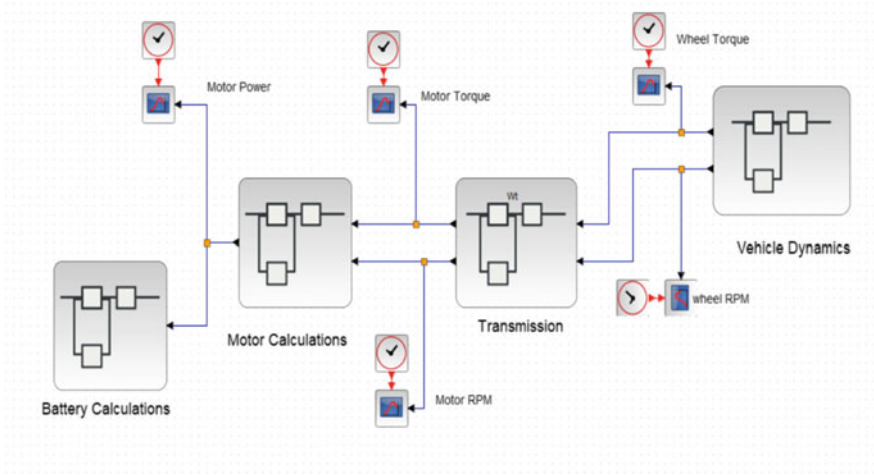 Wheel Torque
Motor Power
Motor Torque
Wt
Vehicle Dynamics
wheel RPM
Transmission
Motor Calculations
Motor RPM
Battery Calculations